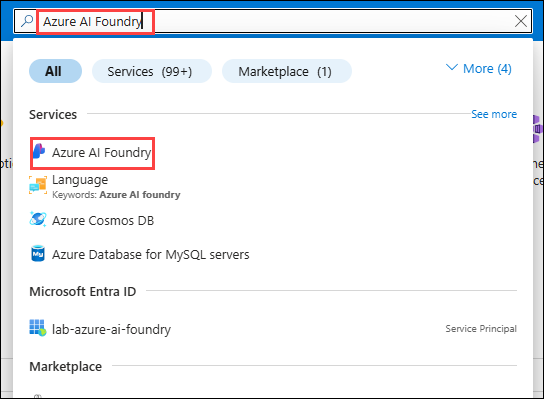 Azure AI Foundry
All
Services (99+)
Marketplace (1)
More (4)
Services
See more
Azure AI Foundry
Language
Keywords: Azure AI foundry
Azure Cosmos DB
Azure Database for MySQL servers
Microsoft Entra ID
lab-azure-ai-foundry
Service Principal
Marketplace